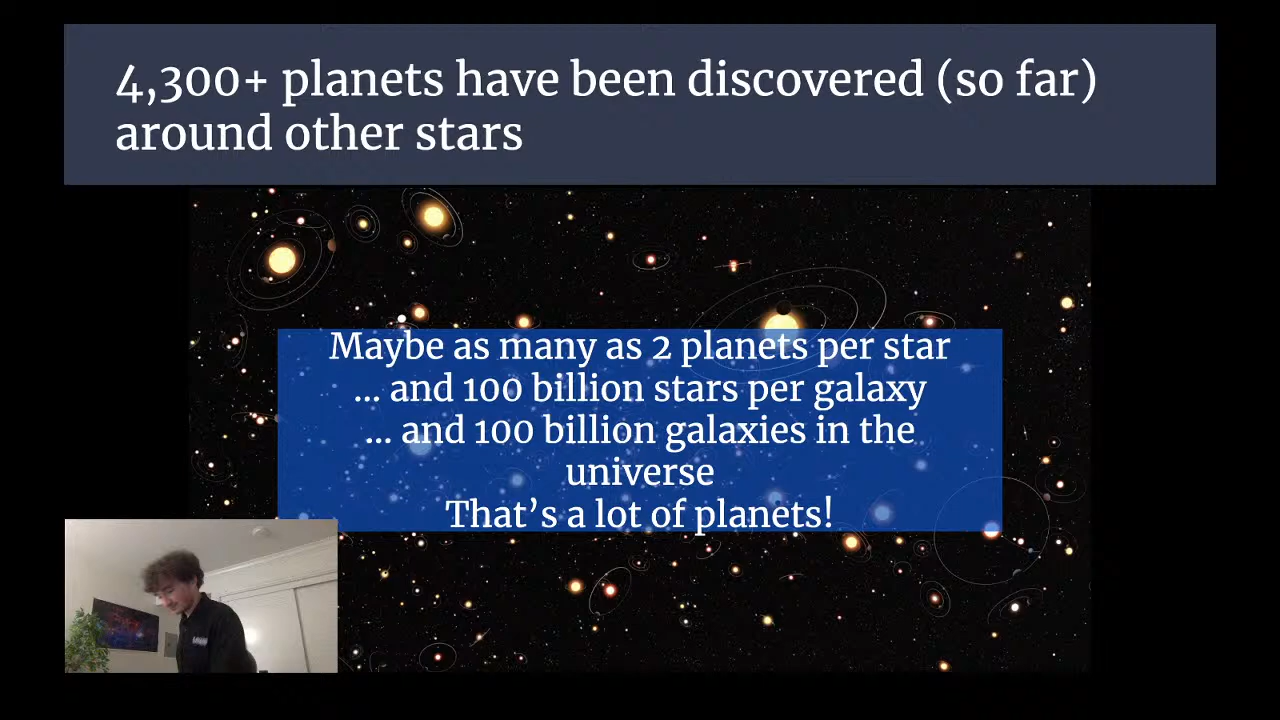 4,300+ planets have been discovered (so far)
around other stars
Maybe as many as 2 planets per star
... and 100 billion stars per galaxy
... and 100 billion galaxies in the
universe
That’s a lot of planets!